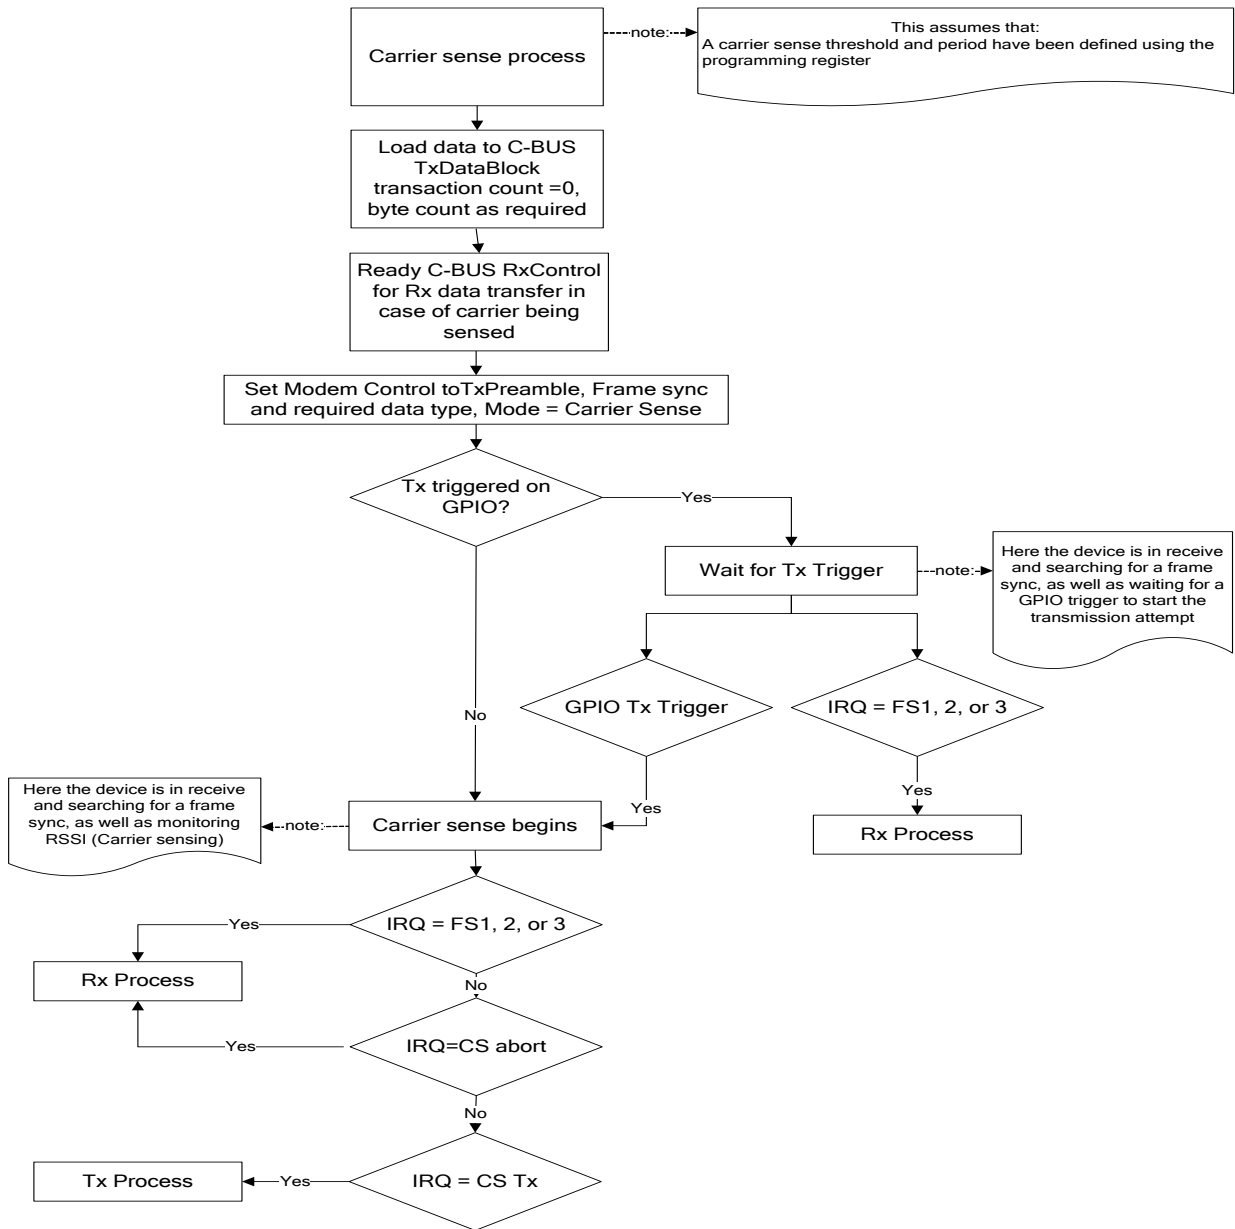 Carrier sense process
note:
This assumes that:
A carrier sense threshold and period have been defined using the
programming register
Load data to C-BUS
TxDataBlock
transaction count =0,
byte count as required
Ready C-BUS RxControl
for Rx data transfer in
case of carrier being
sensed
Set Modem Control toTxPreamble, Frame sync
and required data type, Mode = Carrier Sense
Tx triggered on
GPIO?
Yes
Wait for Tx Trigger
note:
Here the device is in receive
and searching for a frame
sync, as well as waiting for a
GPIO trigger to start the
transmission attempt
GPIO Tx Trigger
IRQ = FS1, 2, or 3
No
Yes
Yes
Rx Process
Here the device is in receive
and searching for a frame
sync, as well as monitoring
RSSI (Carrier sensing)
note:
Carrier sense begins
IRQ = FS1, 2, or 3
Yes
Rx Process
No
IRQ=CS abort
Yes
No
IRQ = CS Tx
Yes
Tx Process